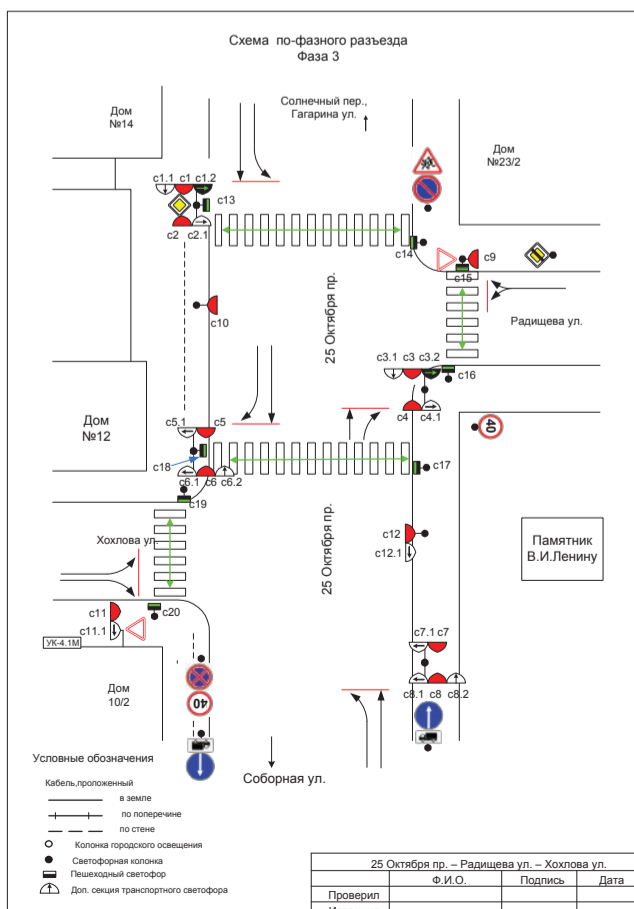 Схема по-фазного разъезда
Фаза 3
Солнечный пер.,
Гагарина ул.
Дом
№14
Дом
№23/2
с1.1 с1 с1.2
с13
с2 с2.1
с14
с9
с15
с10
25 Октября пр.
Радищева ул.
с3.1 с3 с3.2
с16
с4 с4.1
40
Дом
№12
с5.1 с5
с18
с17
с6.1 с6 с6.2
с19
Хохлова ул.
с12
с12.1
25 Октября пр.
Памятник
В.И.Ленину
с11
с20
с11.1
УК-4.1М
с7.1 с7
с8.1 с8 с8.2
Дом
10/2
40
Соборная ул.
Условные обозначения
Кабель,проложенный
в земле
по поперечине
по стене
Колонка городского освещения
Светофорная колонка
Пешеходный светофор
Доп. секция транспортного светофора
25 Октября пр. – Радищева ул. – Хохлова ул.
Ф.И.О. Подпись Дата
Проверил